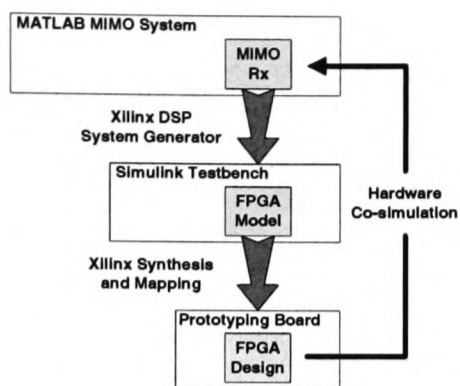 MATLAB MIMO System
MIMO
Rx
Xilinx DSP
System Generator
Simulink Testbench
FPGA
Model
Hardware
Co-simulation
Xilinx Synthesis
and Mapping
Prototyping Board
FPGA
Design